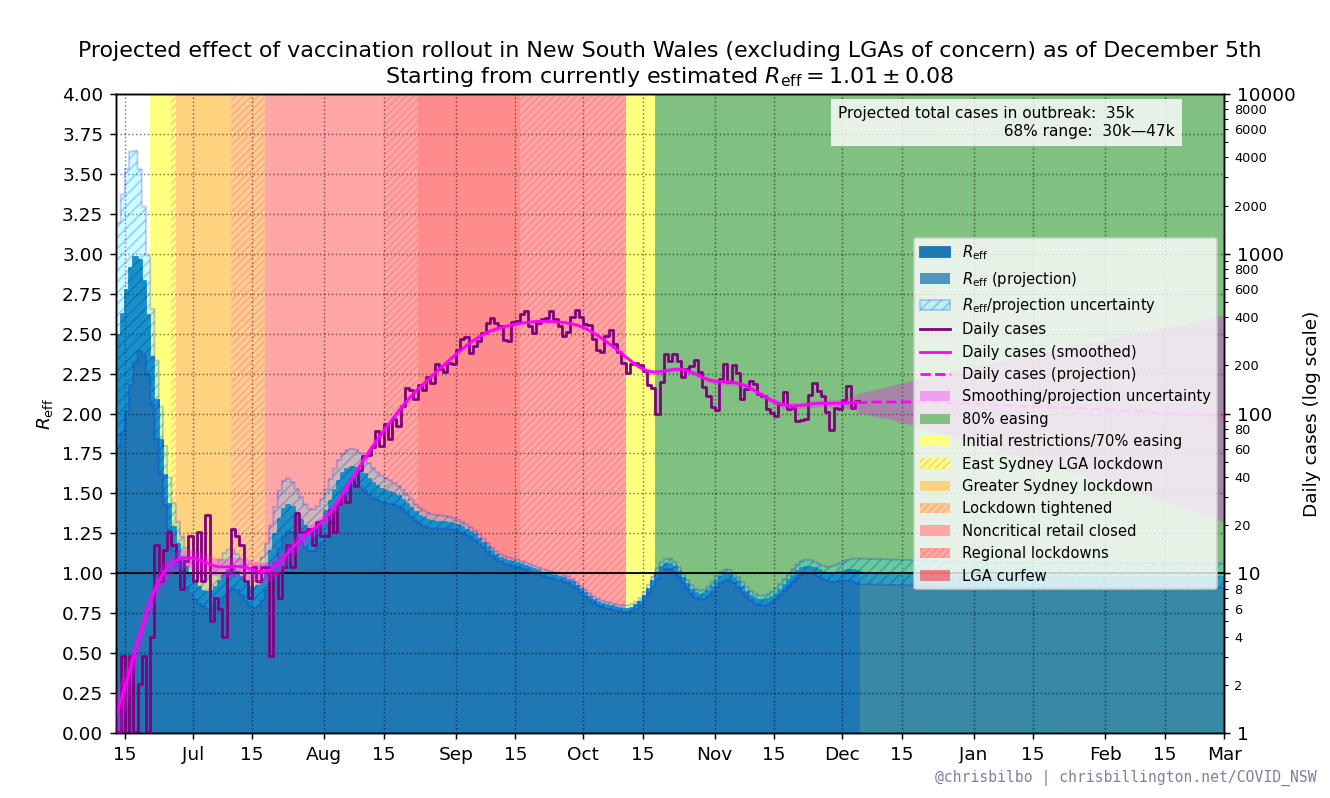 Projected effect of vaccination rollout in New South Wales (excluding LGAs of concern) as of December 5th
Starting from currently estimated R_eff = 1.01 ± 0.08
Projected total cases in outbreak: 35k
68% range: 30k—47k
4.00
3.75
3.50
3.25
3.00
2.75
2.50
2.25
2.00
1.75
1.50
1.25
1.00
0.75
0.50
0.25
0.00
R_eff
10000
8000
6000
4000
2000
1000
800
600
400
200
100
80
60
40
20
10
8
6
4
2
1
Daily cases (log scale)
R_eff
R_eff (projection)
R_eff/projection uncertainty
Daily cases
Daily cases (smoothed)
Daily cases (projection)
Smoothing/projection uncertainty
80% easing
Initial restrictions/70% easing
East Sydney LGA lockdown
Greater Sydney lockdown
Lockdown tightened
Noncritical retail closed
Regional lockdowns
LGA curfew
15 Jul 15 Aug 15 Sep 15 Oct 15 Nov 15 Dec 15 Jan 15 Feb 15 Mar
@chrisbilbo | chrisbillington.net/COVID_NSW